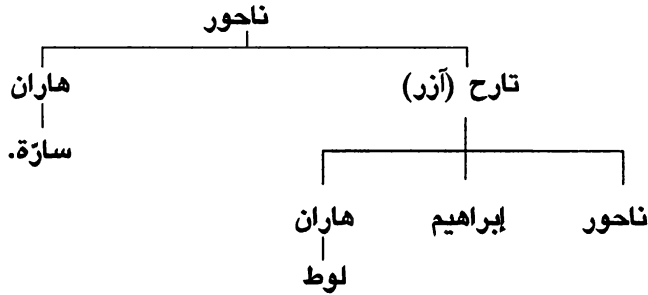 ناحور
تارح (آزر) هاران
سارّة.
ناحور إبراهيم هاران
لوط